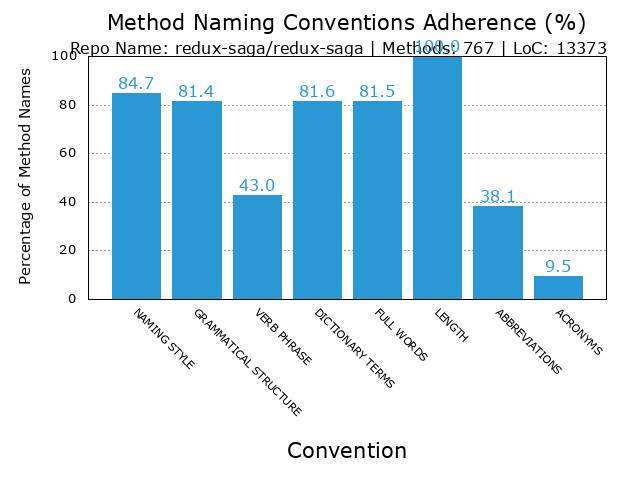 Method Naming Conventions Adherence (%)
Repo Name: redux-saga/redux-saga | Methods: 767 | LoC: 13373
Percentage of Method Names
100
80
60
40
20
0
84.7
81.4
43.0
81.6
81.5
100.0
38.1
9.5
NAMING STYLE
GRAMMATICAL STRUCTURE
VERB PHRASE
DICTIONARY TERMS
FULL WORDS
LENGTH
ABBREVIATIONS
ACRONYMS
Convention